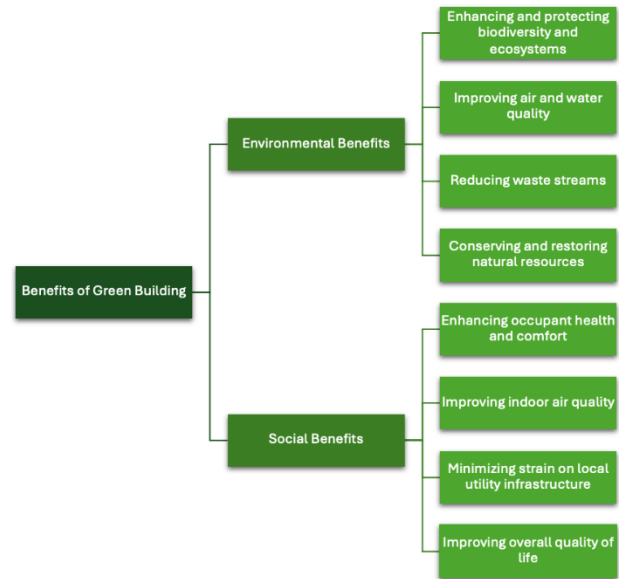 Benefits of Green Building
Environmental Benefits
Enhancing and protecting
biodiversity and
ecosystems
Improving air and water
quality
Reducing waste streams
Conserving and restoring
natural resources
Social Benefits
Enhancing occupant health
and comfort
Improving indoor air quality
Minimizing strain on local
utility infrastructure
Improving overall quality of
life